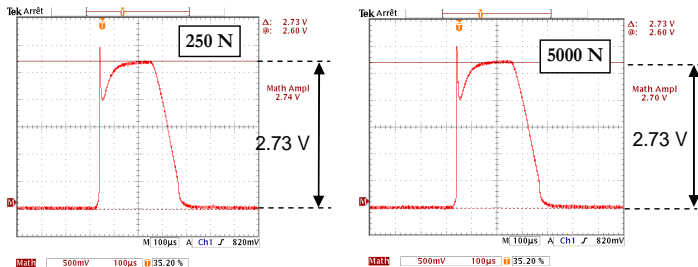 Tek Arrêt
T
250 N
Δ: 2.73 V
@: 2.60 V
Math Ampl
2.74 V
2.73 V
M
M 100µs A Ch1 ƒ 820mV
Math 500mV 100µs T 35.20 %
Tek Arrêt
T
5000 N
Δ: 2.73 V
@: 2.60 V
Math Ampl
2.70 V
2.73 V
M
M 100µs A Ch1 ƒ 820mV
Math 500mV 100µs T 35.20 %